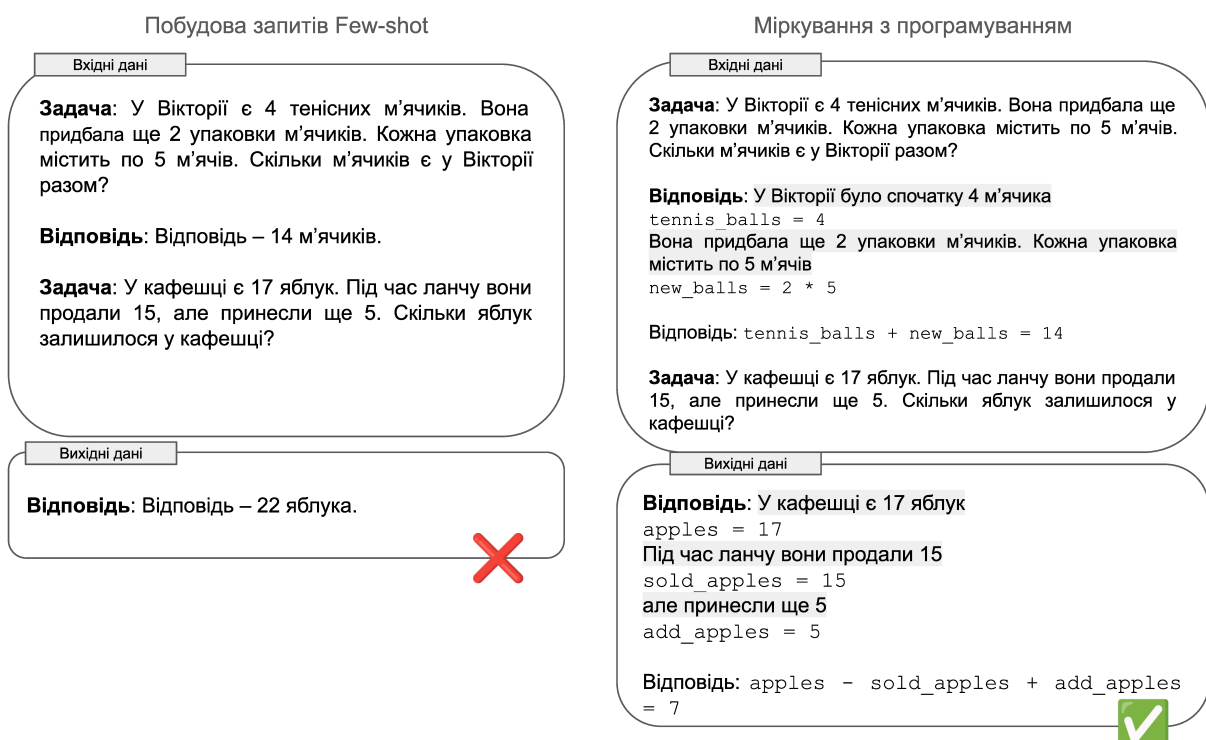 Побудова запитів Few-shot
Вхідні дані
Задача: У Вікторії є 4 тенісних м’ячиків. Вона
придбала ще 2 упаковки м’ячиків. Кожна упаковка
містить по 5 м’ячів. Скільки м’ячиків є у Вікторії
разом?
Відповідь: Відповідь – 14 м’ячиків.
Задача: У кафешці є 17 яблук. Під час ланчу вони
продали 15, але принесли ще 5. Скільки яблук
залишилося у кафешці?
Вихідні дані
Відповідь: Відповідь – 22 яблука.
Міркування з програмуванням
Вхідні дані
Задача: У Вікторії є 4 тенісних м’ячиків. Вона придбала ще
2 упаковки м’ячиків. Кожна упаковка містить по 5 м’ячів.
Скільки м’ячиків є у Вікторії разом?
Відповідь: У Вікторії було спочатку 4 м’ячика
tennis_balls = 4
Вона придбала ще 2 упаковки м’ячиків. Кожна упаковка
містить по 5 м’ячів
new_balls = 2 * 5
Відповідь: tennis_balls + new_balls = 14
Задача: У кафешці є 17 яблук. Під час ланчу вони продали
15, але принесли ще 5. Скільки яблук залишилося у
кафешці?
Вихідні дані
Відповідь: У кафешці є 17 яблук
apples = 17
Під час ланчу вони продали 15
sold_apples = 15
але принесли ще 5
add_apples = 5
Відповідь: apples - sold_apples + add_apples
= 7